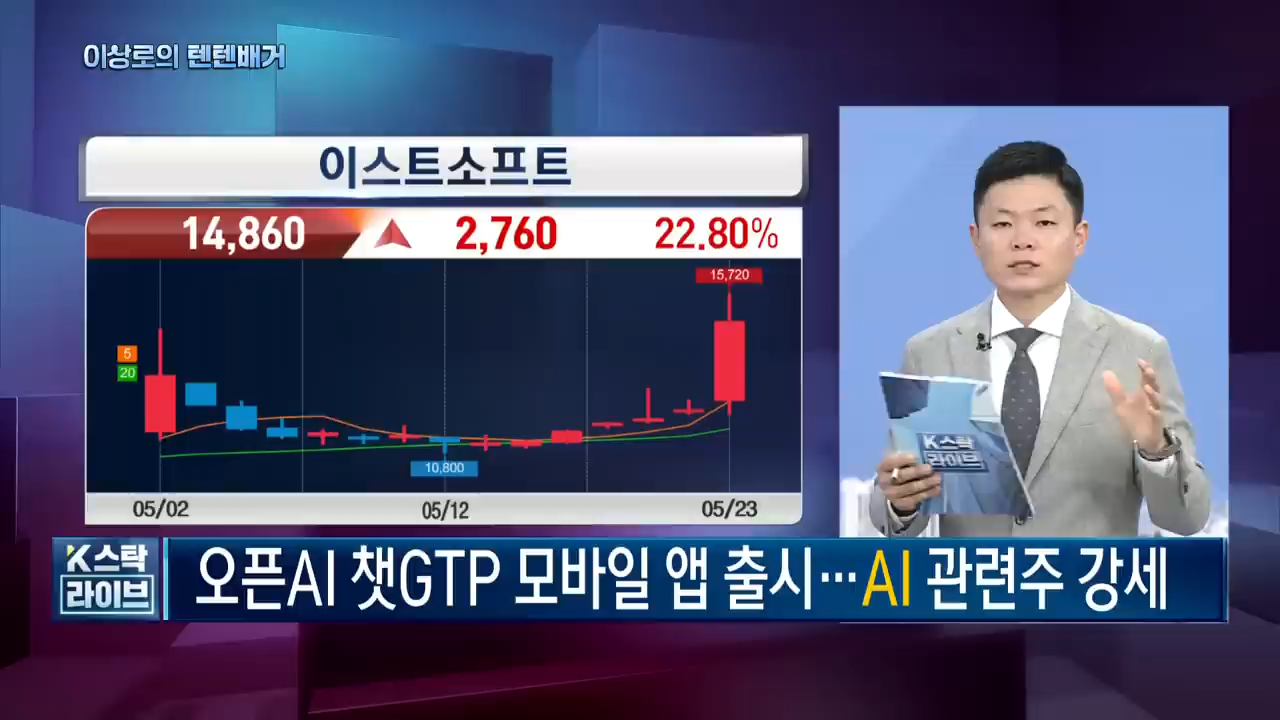 이상로의 텐텐배거
이스트소프트
14,860 ▲ 2,760 22.80%
15,720
5
20
10,800
05/02 05/12 05/23
K스탁
라이브
K스탁
라이브
오픈AI 챗GTP 모바일 앱 출시…AI 관련주 강세